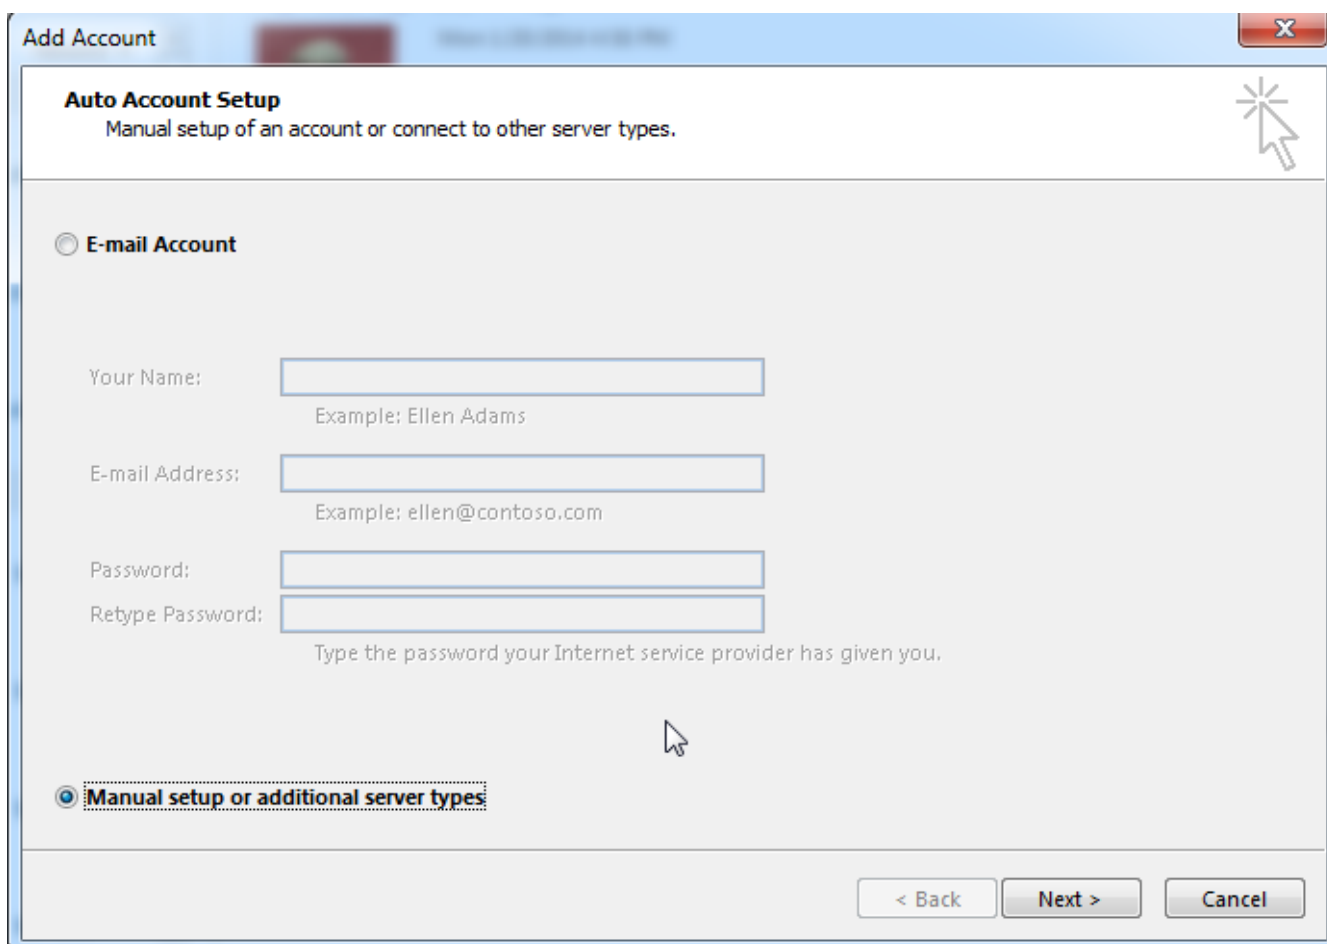 Add Account
Auto Account Setup
Manual setup of an account or connect to other server types.
E-mail Account
Your Name:
Example: Ellen Adams
E-mail Address:
Example: ellen@contoso.com
Password:
Retype Password:
Type the password your Internet service provider has given you.
Manual setup or additional server types
< Back Next > Cancel